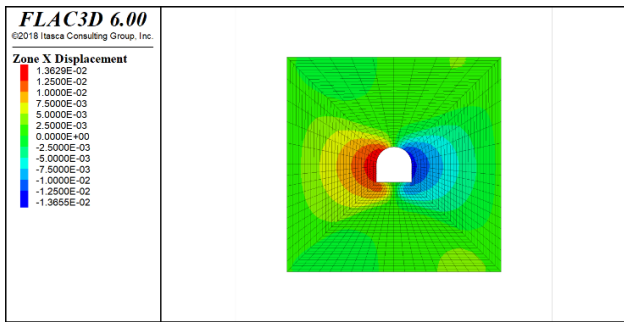 FLAC3D 6.00
©2018 Itasca Consulting Group, Inc.
Zone X Displacement
1.3629E-02
1.2500E-02
1.0000E-02
7.5000E-03
5.0000E-03
2.5000E-03
0.0000E+00
-2.5000E-03
-5.0000E-03
-7.5000E-03
-1.0000E-02
-1.2500E-02
-1.3655E-02